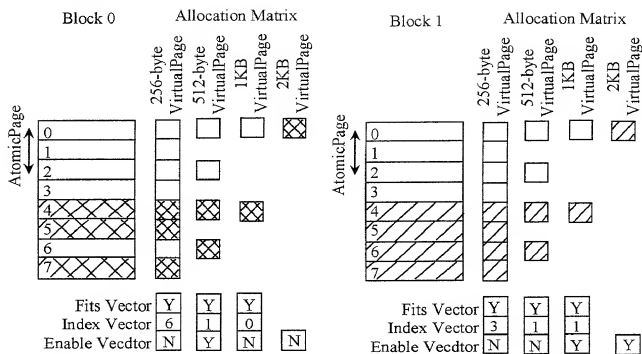 Block 0
Allocation Matrix
256-byte VirtualPage
512-byte VirtualPage
1KB VirtualPage
2KB VirtualPage
AtomicPage
0
1
2
3
4
5
6
7
Fits Vector Y Y Y
Index Vector 6 1 0
Enable Vecdtor N Y N N
Block 1
Allocation Matrix
256-byte VirtualPage
512-byte VirtualPage
1KB VirtualPage
2KB VirtualPage
AtomicPage
0
1
2
3
4
5
6
7
Fits Vector Y Y Y
Index Vector 3 1 1
Enable Vecdtor N N Y Y